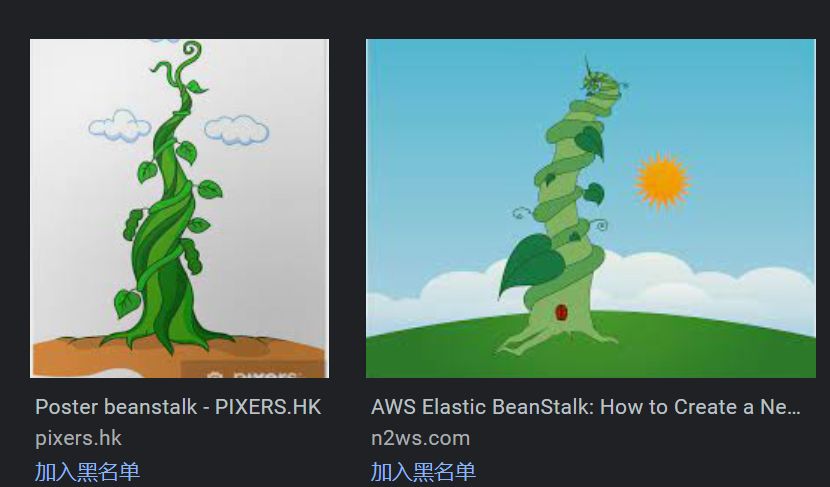 pixers
Poster beanstalk - PIXERS.HK
pixers.hk
加入黑名单
AWS Elastic BeanStalk: How to Create a Ne...
n2ws.com
加入黑名单